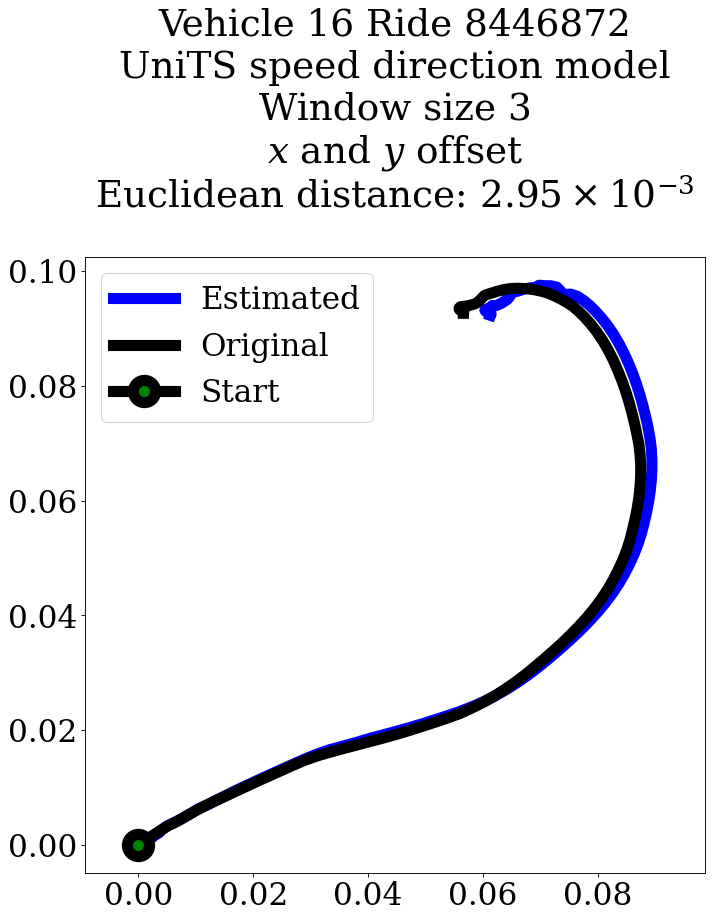 Vehicle 16 Ride 8446872
UniTS speed direction model
Window size 3
x and y offset
Euclidean distance: 2.95 × 10⁻³
0.10
0.08
0.06
0.04
0.02
0.00
Estimated
Original
Start
0.00 0.02 0.04 0.06 0.08